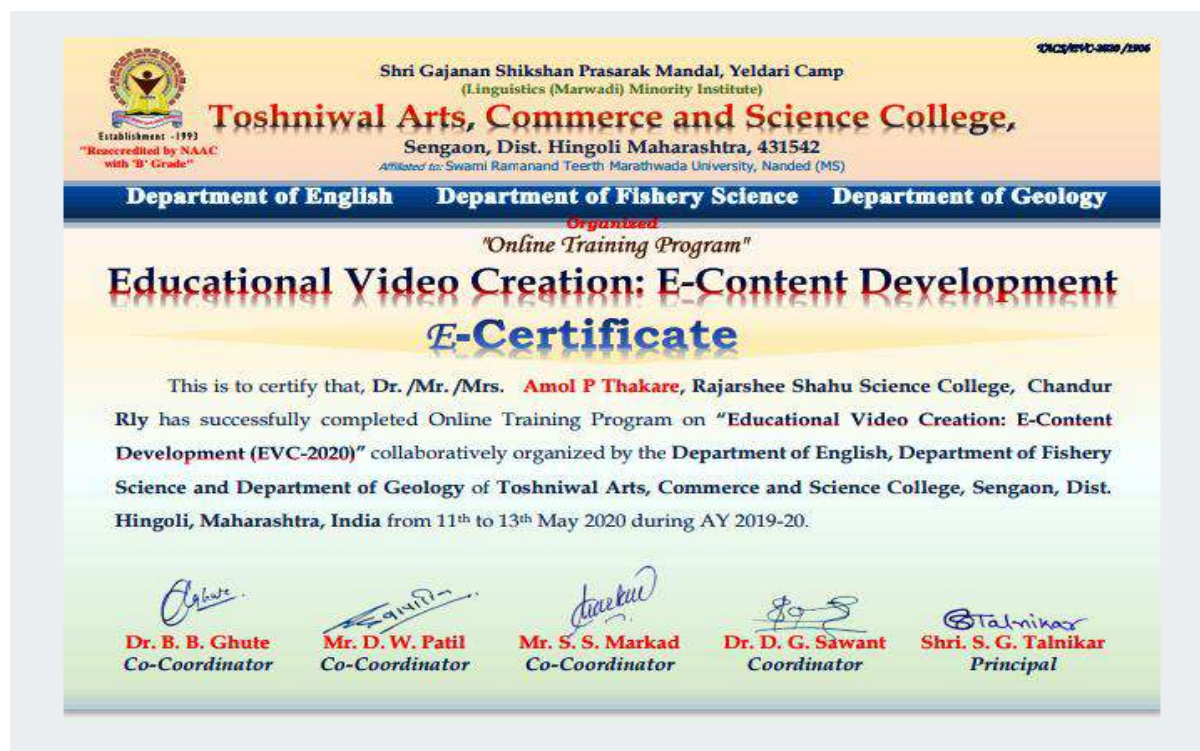 TACS/EVC-2020 /1906
Shri Gajanan Shikshan Prasarak Mandal, Yeldari Camp
(Linguistics (Marwadi) Minority Institute)
Toshniwal Arts, Commerce and Science College,
Establishment -1993
Sengaon, Dist. Hingoli Maharashtra, 431542
"Reaccredited by NAAC
with 'B' Grade"
Affiliated to: Swami Ramanand Teerth Marathwada University, Nanded (MS)
Department of English Department of Fishery Science Department of Geology
Organized
"Online Training Program"
Educational Video Creation: E-Content Development
E-Certificate
This is to certify that, Dr. /Mr. /Mrs. Amol P Thakare, Rajarshee Shahu Science College, Chandur
Rly has successfully completed Online Training Program on "Educational Video Creation: E-Content
Development (EVC-2020)" collaboratively organized by the Department of English, Department of Fishery
Science and Department of Geology of Toshniwal Arts, Commerce and Science College, Sengaon, Dist.
Hingoli, Maharashtra, India from 11th to 13th May 2020 during AY 2019-20.
STalnikar
Dr. B. B. Ghute Mr. D. W. Patil Mr. S. S. Markad Dr. D. G. Sawant Shri. S. G. Talnikar
Co-Coordinator Co-Coordinator Co-Coordinator Coordinator Principal